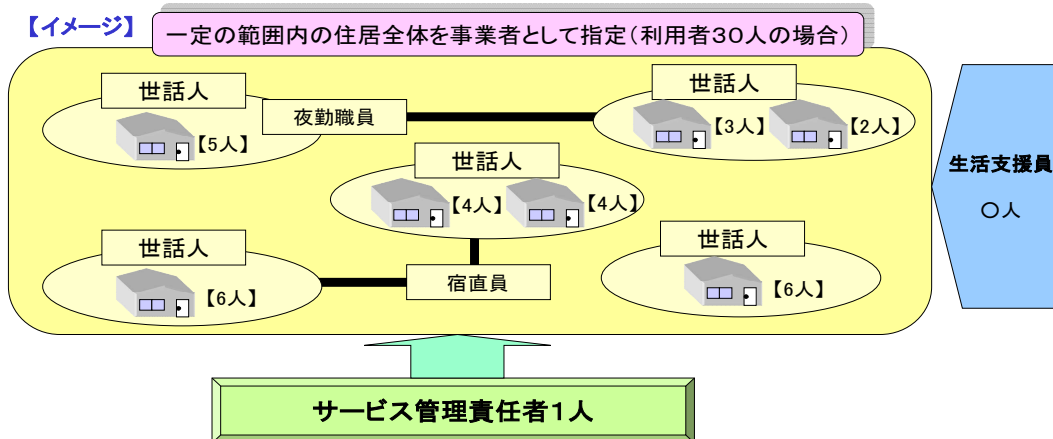 【イメージ】
一定の範囲内の住居全体を事業者として指定(利用者30人の場合)
世話人
【5人】
夜勤職員
世話人
【3人】
【2人】
世話人
【4人】
【4人】
世話人
【6人】
宿直員
世話人
【6人】
生活支援員
○人
サービス管理責任者1人